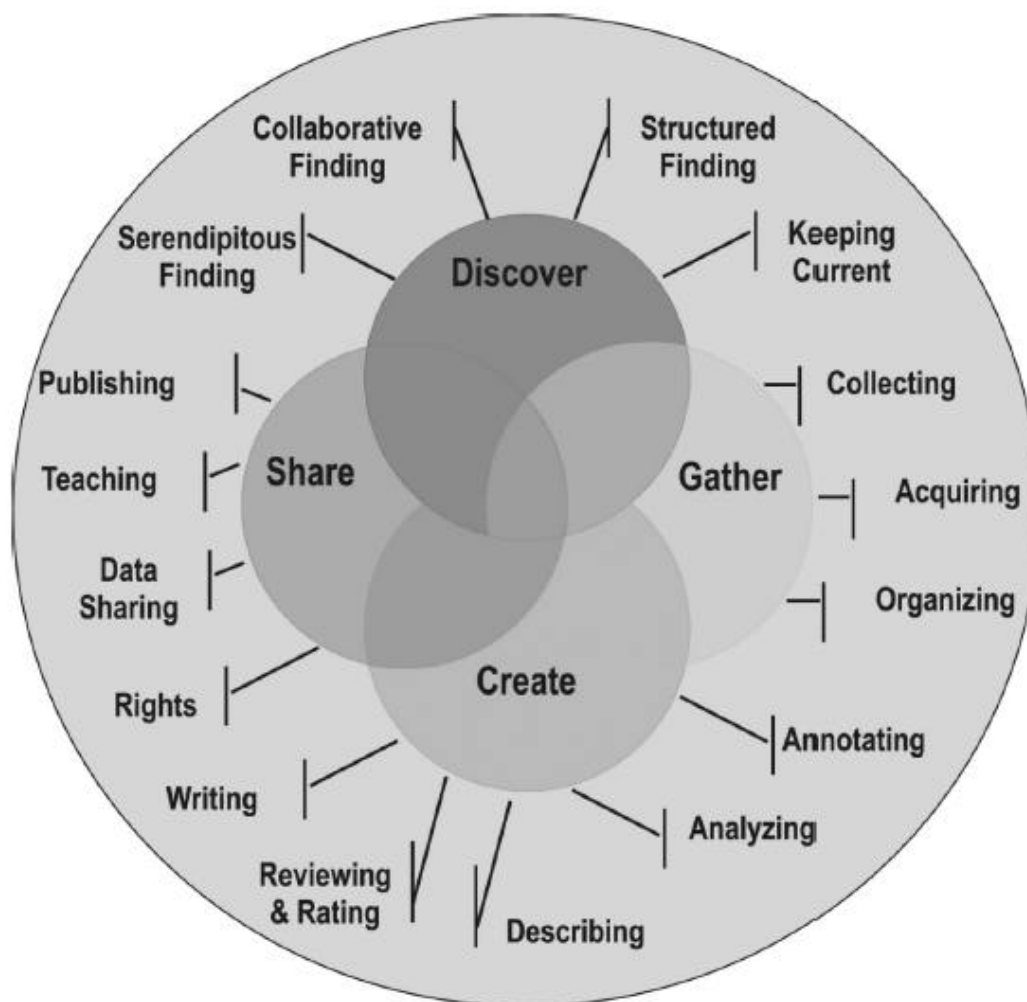 Collaborative
Finding
Structured
Finding
Serendipitous
Finding
Keeping
Current
Discover
Publishing
Collecting
Teaching
Share
Gather
Acquiring
Data
Sharing
Organizing
Rights
Create
Annotating
Writing
Analyzing
Reviewing
& Rating
Describing